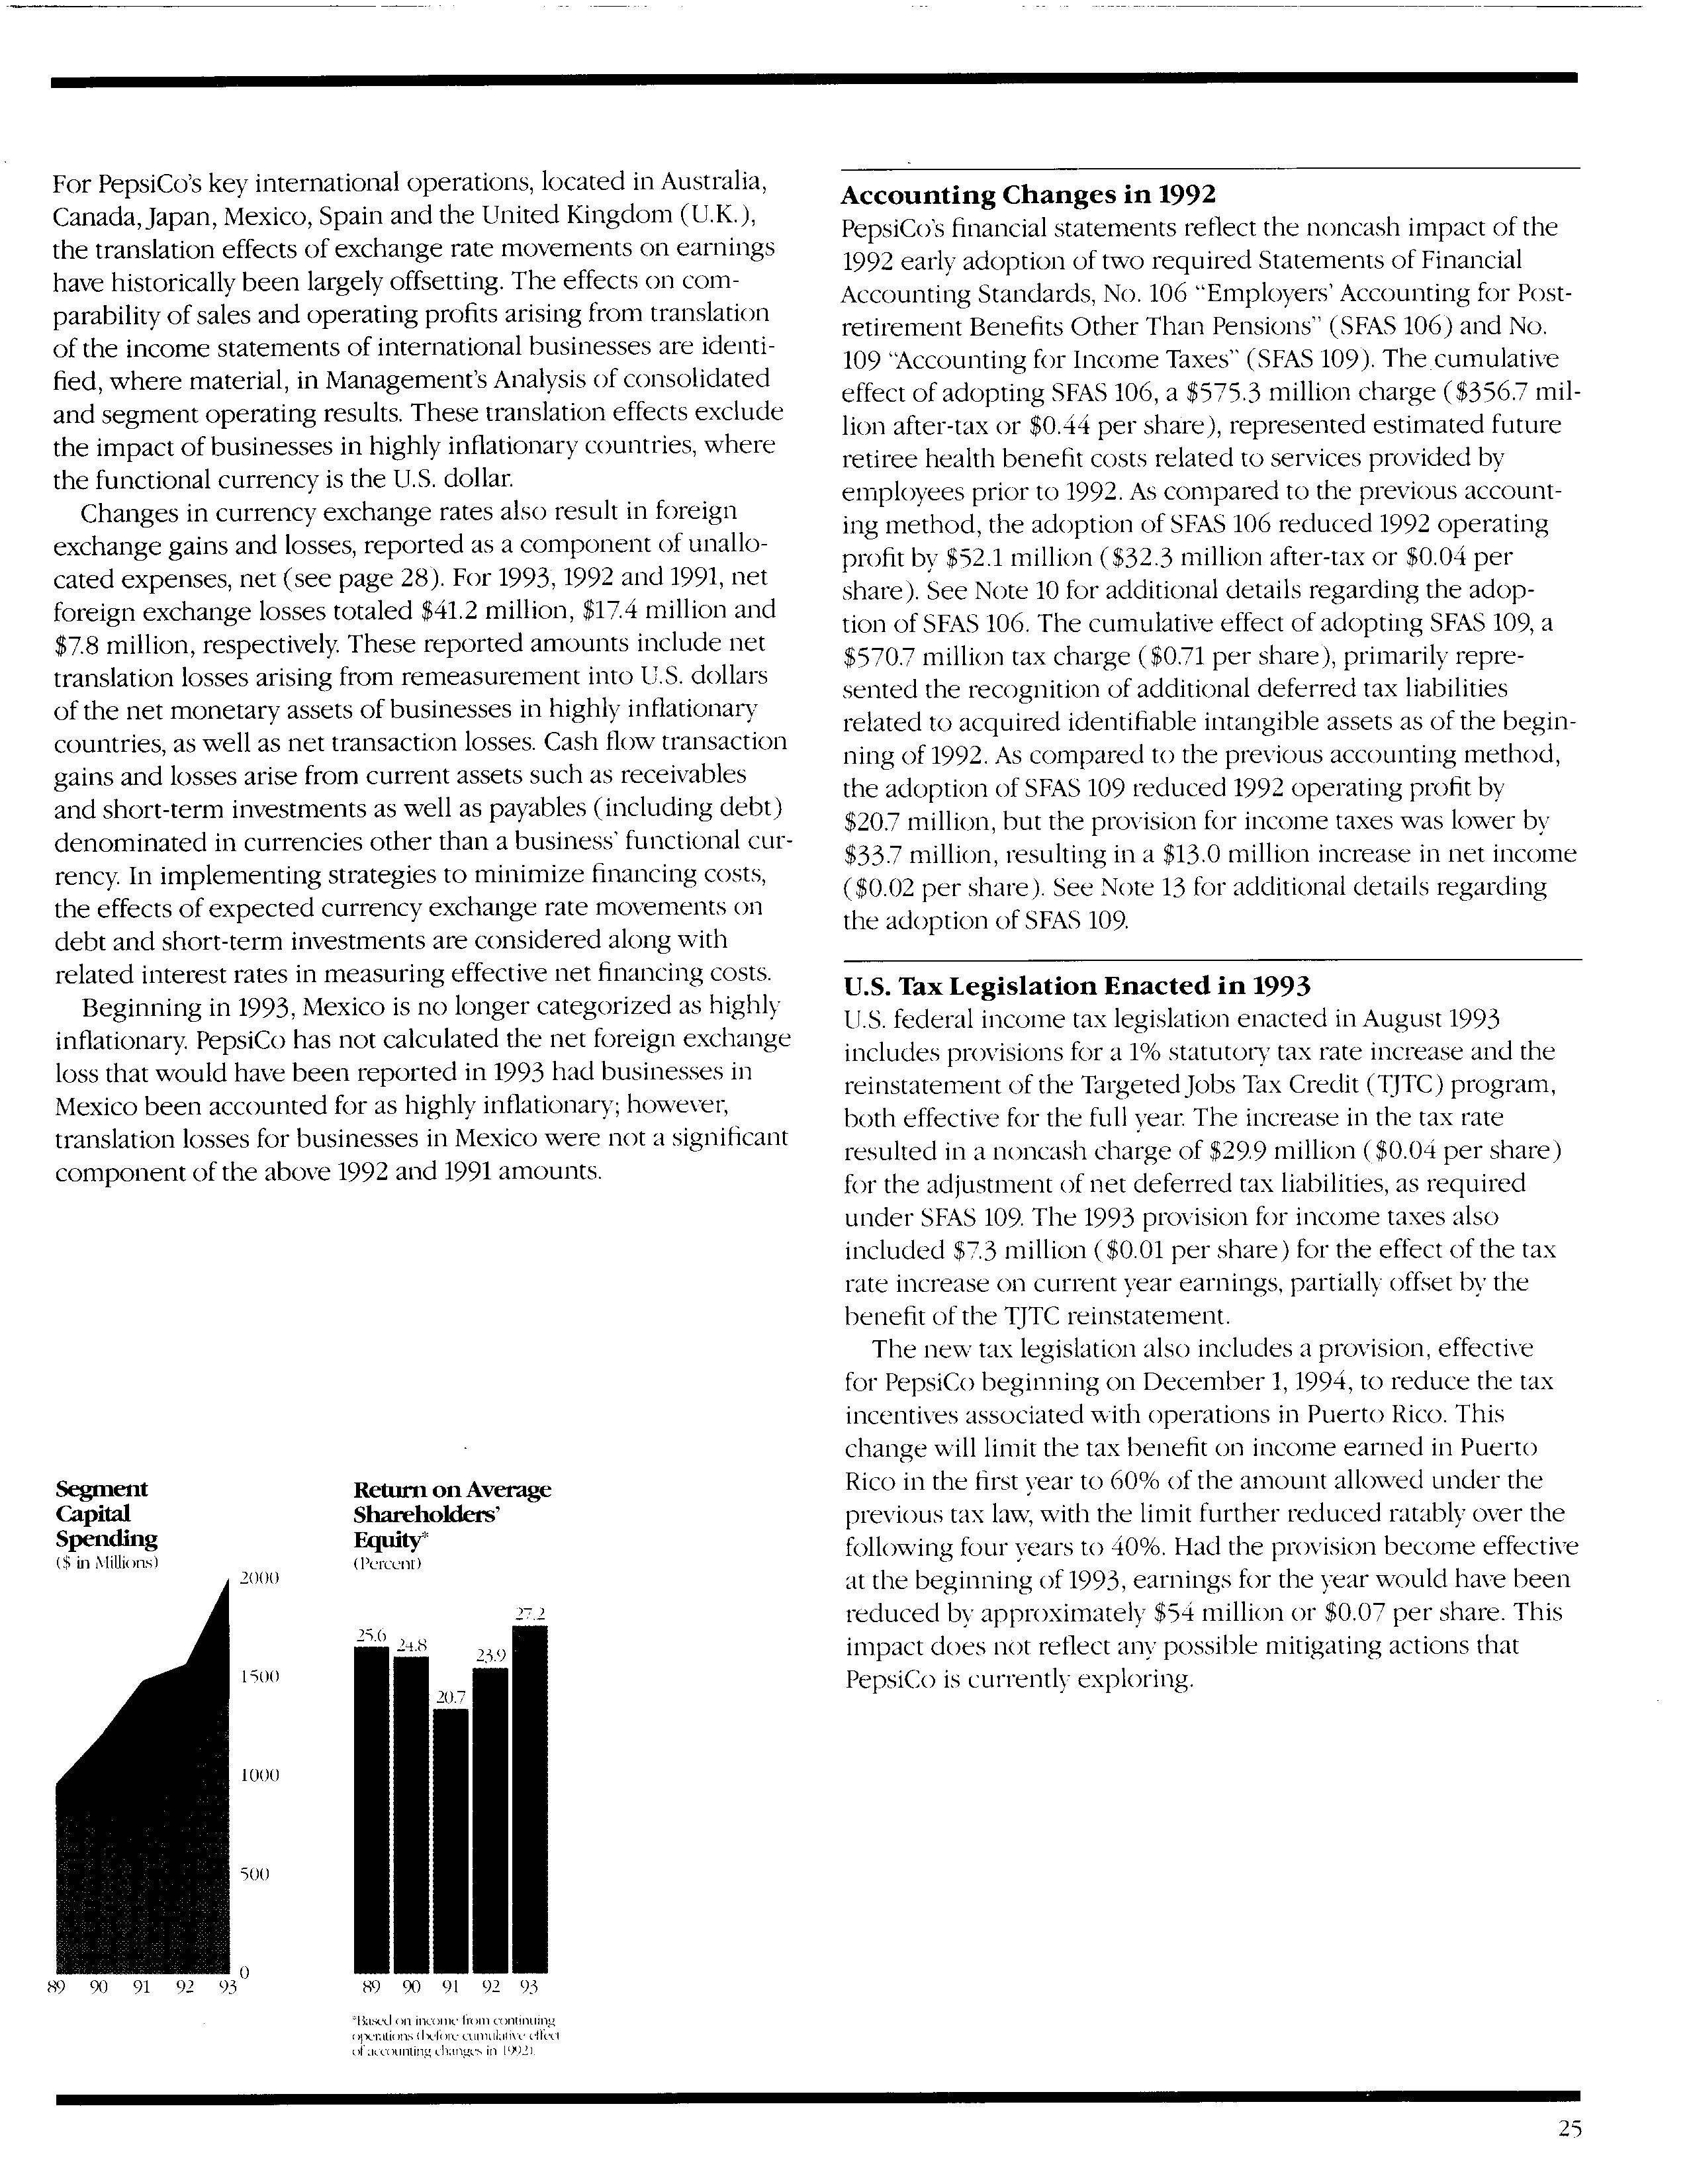 For PepsiCo's key international operations, located in Australia,
Canada, Japan, Mexico, Spain and the United Kingdom (U.K.),
the translation effects of exchange rate movements on earnings
have historically been largely offsetting. The effects on com-
parability of sales and operating profits arising from translation
of the income statements of international businesses are identi-
fied, where material, in Management's Analysis of consolidated
and segment operating results. These translation effects exclude
the impact of businesses in highly inflationary countries, where
the functional currency is the U.S. dollar.
Changes in currency exchange rates also result in foreign
exchange gains and losses, reported as a component of unallo-
cated expenses, net (see page 28). For 1993, 1992 and 1991, net
foreign exchange losses totaled $41.2 million, $17.4 million and
$7.8 million, respectively. These reported amounts include net
translation losses arising from remeasurement into U.S. dollars
of the net monetary assets of businesses in highly inflationary
countries, as well as net transaction losses. Cash flow transaction
gains and losses arise from current assets such as receivables
and short-term investments as well as payables (including debt)
denominated in currencies other than a business' functional cur-
rency. In implementing strategies to minimize financing costs,
the effects of expected currency exchange rate movements on
debt and short-term investments are considered along with
related interest rates in measuring effective net financing costs.
Beginning in 1993, Mexico is no longer categorized as highly
inflationary. PepsiCo has not calculated the net foreign exchange
loss that would have been reported in 1993 had businesses in
Mexico been accounted for as highly inflationary; however,
translation losses for businesses in Mexico were not a significant
component of the above 1992 and 1991 amounts.
Segment
Capital
Spending
($ in Millions)
2000
1500
1000
500
0
89 90 91 92 93
Return on Average
Shareholders'
Equity*
(Percent)
25.6 24.8 20.7 23.9 27.2
89 90 91 92 93
*Based on income from continuing
operations (before cumulative effect
of accounting changes in 1992).
Accounting Changes in 1992
PepsiCo's financial statements reflect the noncash impact of the
1992 early adoption of two required Statements of Financial
Accounting Standards, No. 106 "Employers' Accounting for Post-
retirement Benefits Other Than Pensions" (SFAS 106) and No.
109 "Accounting for Income Taxes" (SFAS 109). The cumulative
effect of adopting SFAS 106, a $575.3 million charge ($356.7 mil-
lion after-tax or $0.44 per share), represented estimated future
retiree health benefit costs related to services provided by
employees prior to 1992. As compared to the previous account-
ing method, the adoption of SFAS 106 reduced 1992 operating
profit by $52.1 million ($32.3 million after-tax or $0.04 per
share). See Note 10 for additional details regarding the adop-
tion of SFAS 106. The cumulative effect of adopting SFAS 109, a
$570.7 million tax charge ($0.71 per share), primarily repre-
sented the recognition of additional deferred tax liabilities
related to acquired identifiable intangible assets as of the begin-
ning of 1992. As compared to the previous accounting method,
the adoption of SFAS 109 reduced 1992 operating profit by
$20.7 million, but the provision for income taxes was lower by
$33.7 million, resulting in a $13.0 million increase in net income
($0.02 per share). See Note 13 for additional details regarding
the adoption of SFAS 109.
U.S. Tax Legislation Enacted in 1993
U.S. federal income tax legislation enacted in August 1993
includes provisions for a 1% statutory tax rate increase and the
reinstatement of the Targeted Jobs Tax Credit (TJTC) program,
both effective for the full year. The increase in the tax rate
resulted in a noncash charge of $29.9 million ($0.04 per share)
for the adjustment of net deferred tax liabilities, as required
under SFAS 109. The 1993 provision for income taxes also
included $7.3 million ($0.01 per share) for the effect of the tax
rate increase on current year earnings, partially offset by the
benefit of the TJTC reinstatement.
The new tax legislation also includes a provision, effective
for PepsiCo beginning on December 1, 1994, to reduce the tax
incentives associated with operations in Puerto Rico. This
change will limit the tax benefit on income earned in Puerto
Rico in the first year to 60% of the amount allowed under the
previous tax law, with the limit further reduced ratably over the
following four years to 40%. Had the provision become effective
at the beginning of 1993, earnings for the year would have been
reduced by approximately $54 million or $0.07 per share. This
impact does not reflect any possible mitigating actions that
PepsiCo is currently exploring.
25